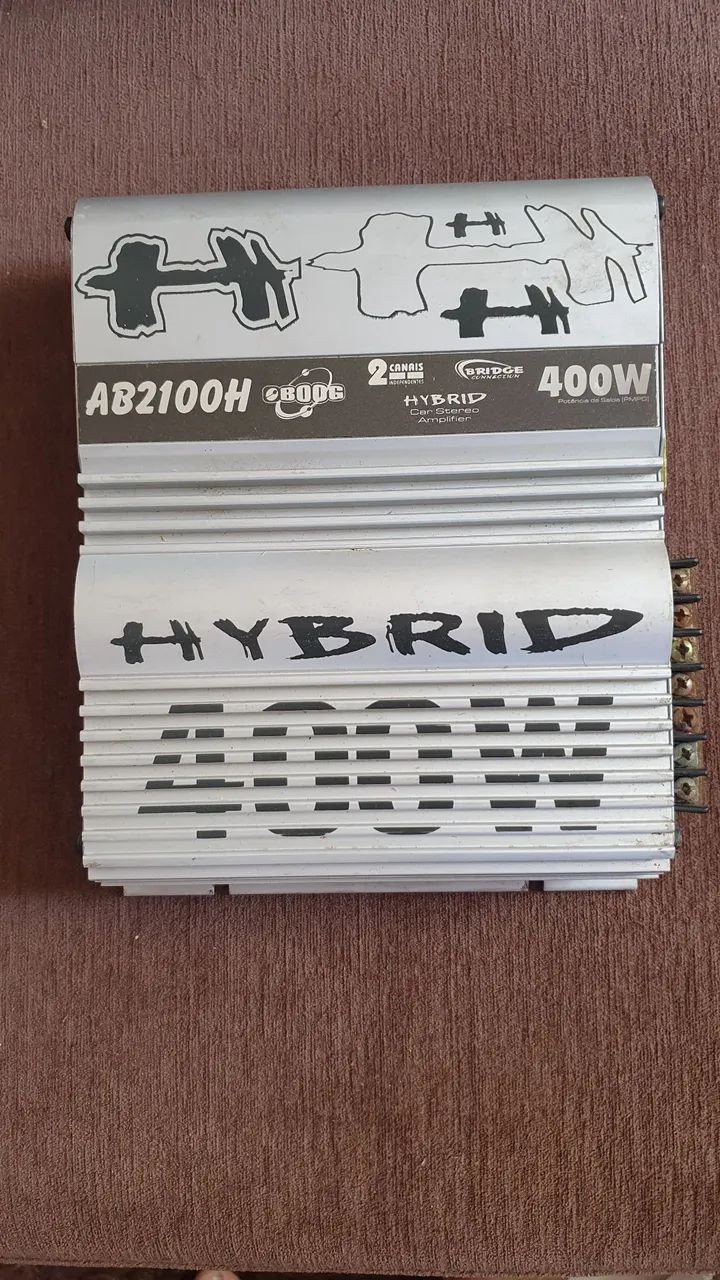 AB2100H
BOOG
2 CANAIS
INDEPENDENTES
HYBRID
Car Stereo
Amplifier
BRIDGE
CONNECTION
400W
Potência de Saída (PMPO)
HYBRID
400W